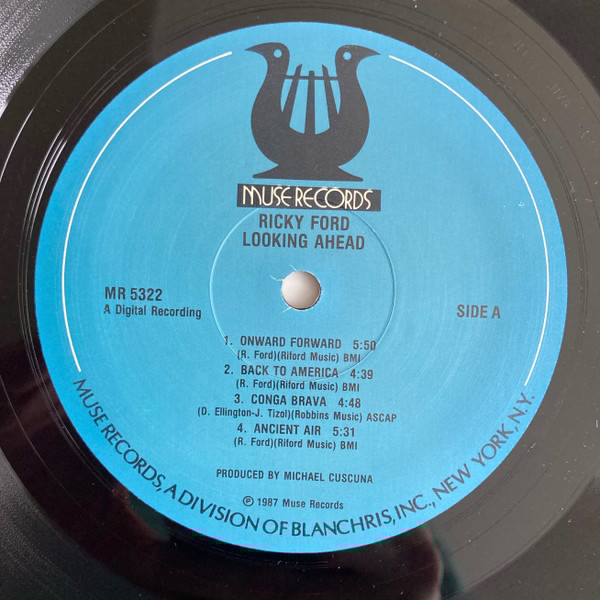 MUSE RECORDS
RICKY FORD
LOOKING AHEAD
MR 5322
A Digital Recording
SIDE A
1. ONWARD FORWARD 5:50
(R. Ford)(Riford Music) BMI
2. BACK TO AMERICA 4:39
(R. Ford)(Riford Music) BMI
3. CONGA BRAVA 4:48
(D. Ellington-J. Tizol)(Robbins Music) ASCAP
4. ANCIENT AIR 5:31
(R. Ford)(Riford Music) BMI
PRODUCED BY MICHAEL CUSCUNA
℗ 1987 Muse Records
MUSE RECORDS, A DIVISION OF BLANCHRIS, INC., NEW YORK, N.Y.